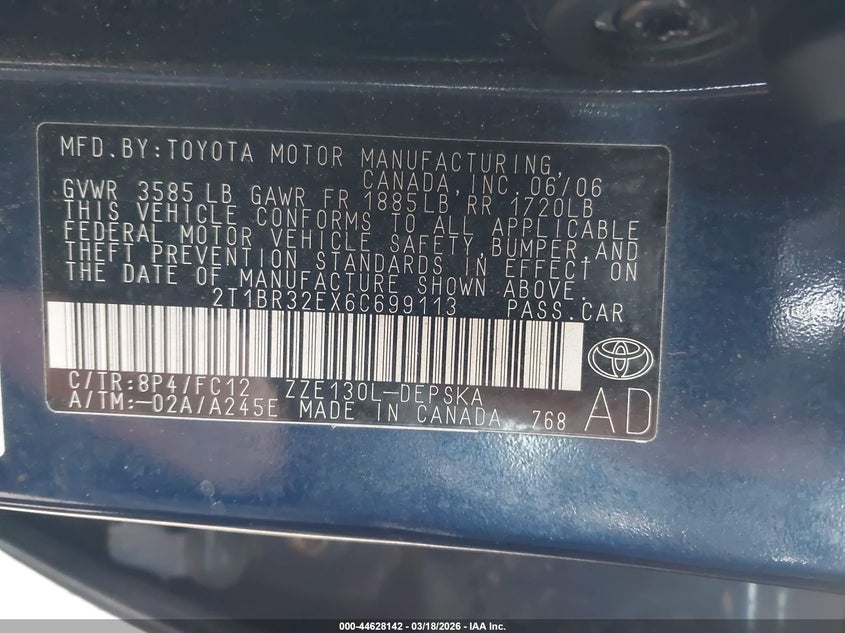 MFD.BY:TOYOTA MOTOR MANUFACTURING,
CANADA,INC.06/06
GVWR 3585LB GAWR FR 1885LB RR 1720LB
THIS VEHICLE CONFORMS TO ALL APPLICABLE
FEDERAL MOTOR VEHICLE SAFETY,BUMPER,AND
THEFT PREVENTION STANDARDS IN EFFECT ON
THE DATE OF MANUFACTURE SHOWN ABOVE.
2T1BR32EX6C699113 PASS.CAR
C/TR:8P4/FC12 ZZE130L-DEPSKA
A/TM:-02A/A245E MADE IN CANADA 768
AD
000-44628142 - 03/18/2026 - IAA Inc.